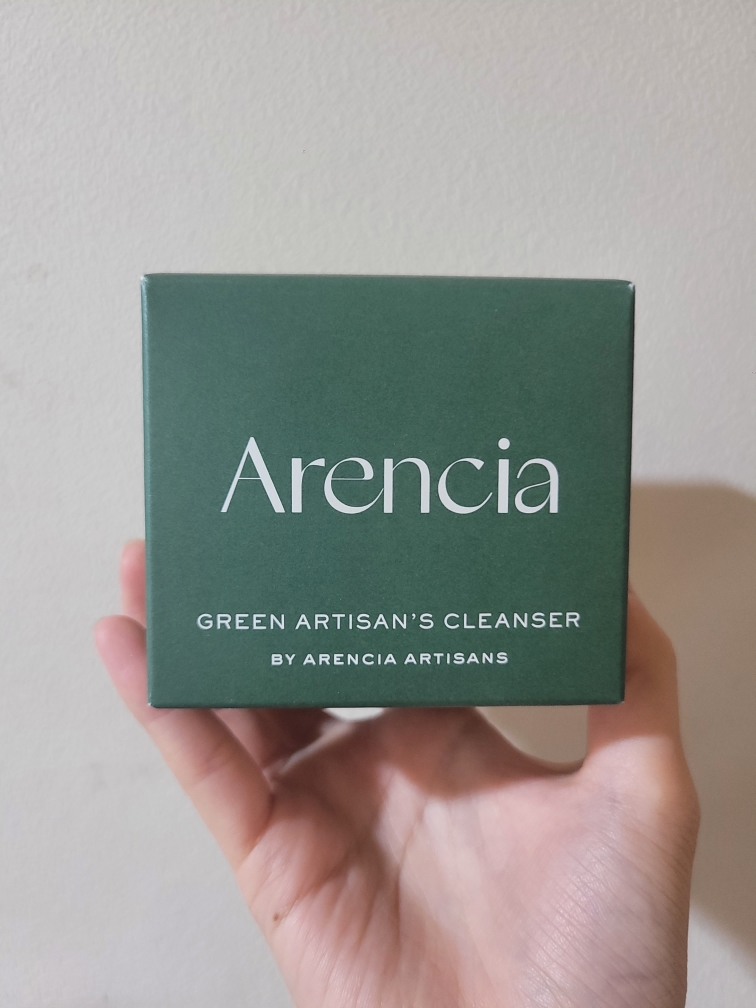 Arencia
GREEN ARTISAN'S CLEANSER
BY ARENCIA ARTISANS